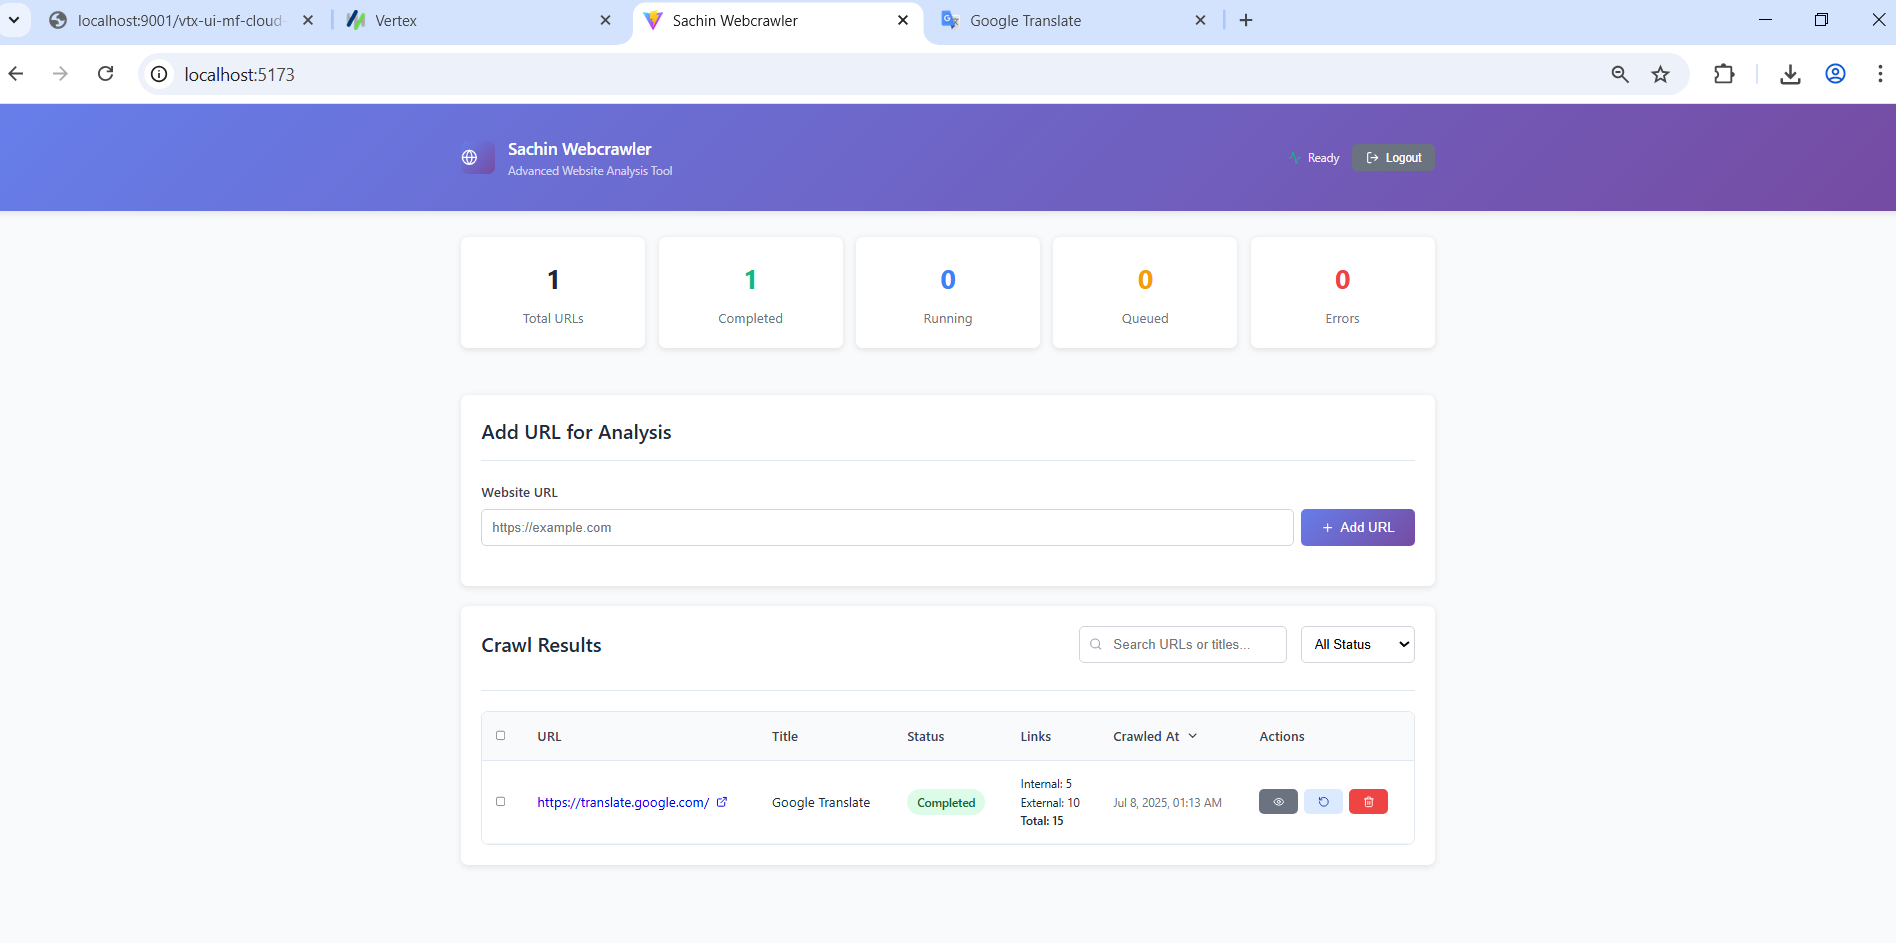 localhost:9001/vtx-ui-mf-cloud-
Vertex
Sachin Webcrawler
Google Translate
localhost:5173
Sachin Webcrawler
Advanced Website Analysis Tool
Ready
Logout
1
Total URLs
1
Completed
0
Running
0
Queued
0
Errors
Add URL for Analysis
Website URL
https://example.com
+ Add URL
Crawl Results
Search URLs or titles...
All Status
URL Title Status Links Crawled At Actions
https://translate.google.com/ Google Translate Completed
Internal: 5
External: 10
Total: 15
Jul 8, 2025, 01:13 AM